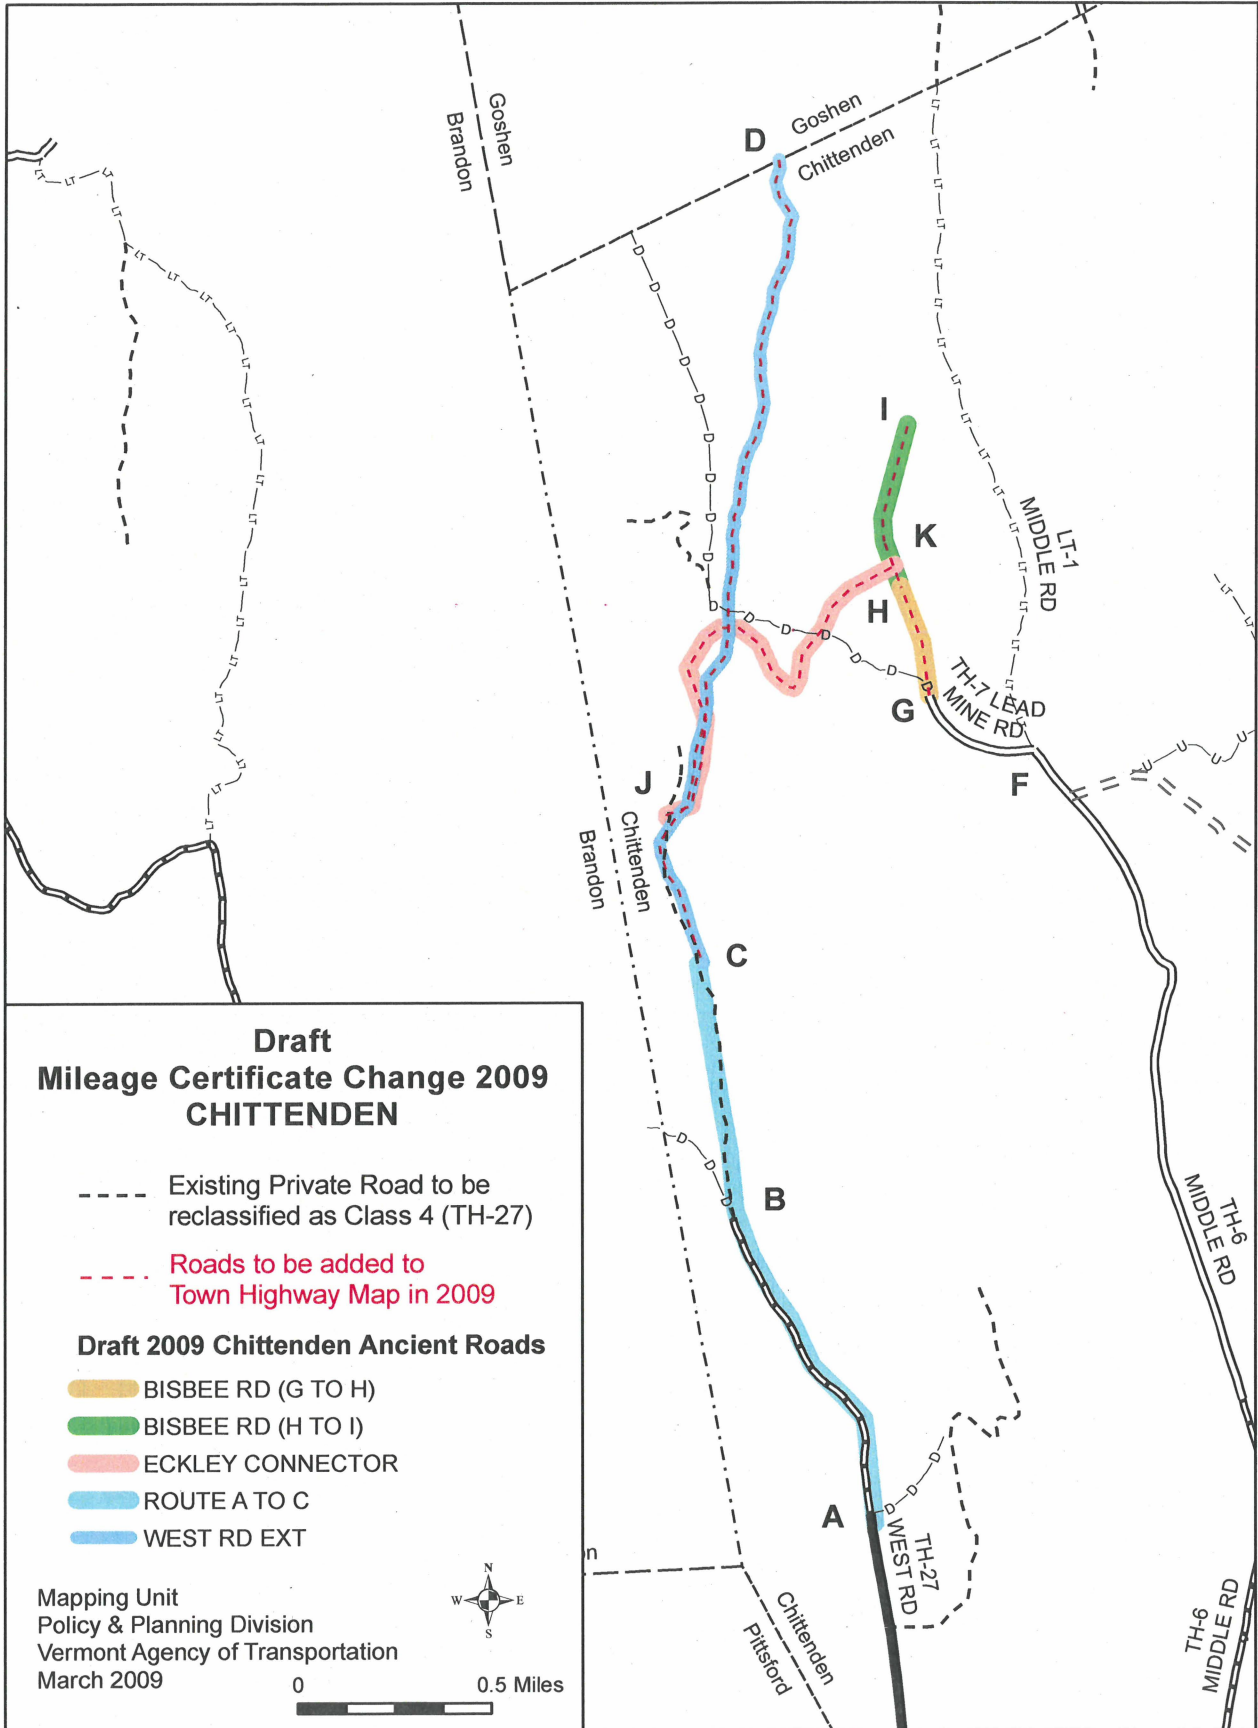 Goshen
Brandon
D
Goshen
Chittenden
I
K
LT-1
MIDDLE RD
H
TH-7 LEAD
MINE RD
G
F
J
Chittenden
Brandon
C
B
TH-6
MIDDLE RD
A
TH-27
WEST RD
Chittenden
Pittsford
TH-6
MIDDLE RD
n
Draft
Mileage Certificate Change 2009
CHITTENDEN
Existing Private Road to be
reclassified as Class 4 (TH-27)
Roads to be added to
Town Highway Map in 2009
Draft 2009 Chittenden Ancient Roads
BISBEE RD (G TO H)
BISBEE RD (H TO I)
ECKLEY CONNECTOR
ROUTE A TO C
WEST RD EXT
Mapping Unit
Policy & Planning Division
Vermont Agency of Transportation
March 2009
N
W E
S
0 0.5 Miles